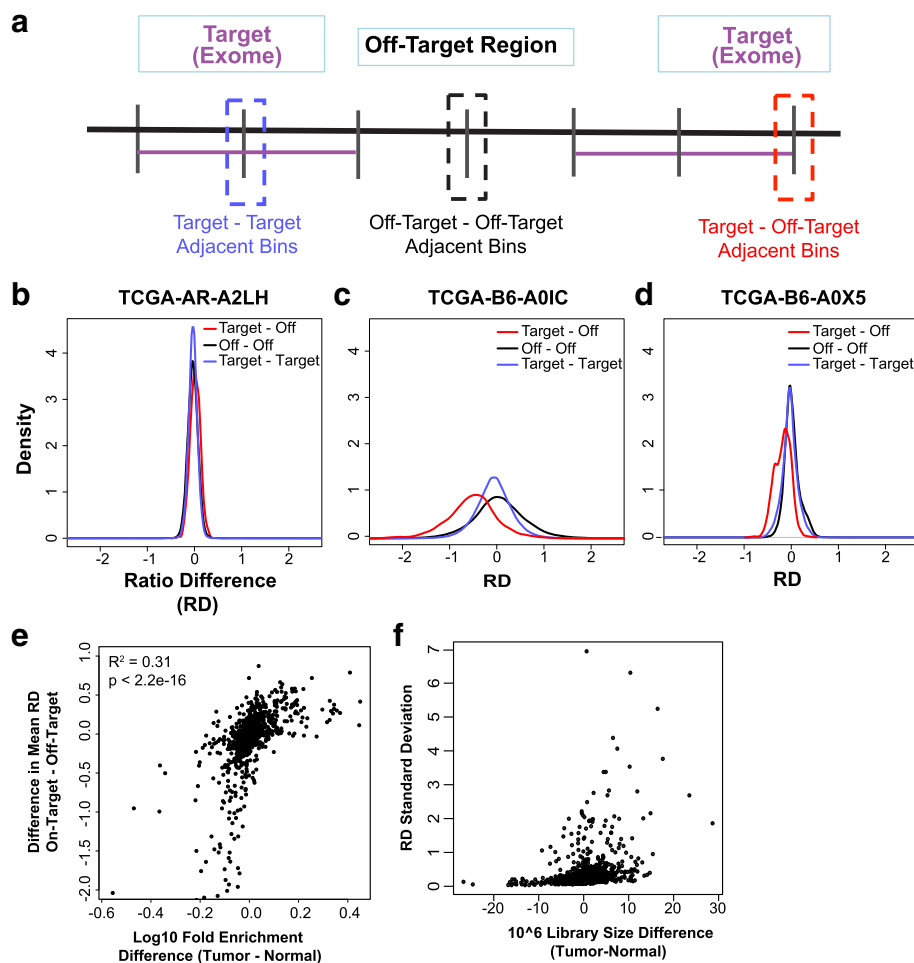 a
Target
(Exome)
Off-Target Region
Target
(Exome)
Target - Target
Adjacent Bins
Off-Target - Off-Target
Adjacent Bins
Target - Off-Target
Adjacent Bins
b
TCGA-AR-A2LH
Target - Off
Off - Off
Target - Target
Density
4
3
2
1
0
-2
-1
0
1
2
Ratio Difference
(RD)
c
TCGA-B6-A0IC
Target - Off
Off - Off
Target - Target
4
3
2
1
0
-2
-1
0
1
2
RD
d
TCGA-B6-A0X5
Target - Off
Off - Off
Target - Target
4
3
2
1
0
-2
-1
0
1
2
RD
e
R² = 0.31
p < 2.2e-16
Difference in Mean RD
On-Target - Off-Target
1.0
0.5
0.0
-0.5
-1.0
-1.5
-2.0
-0.6
-0.4
-0.2
0.0
0.2
0.4
Log10 Fold Enrichment
Difference (Tumor - Normal)
f
RD Standard Deviation
7
6
5
4
3
2
1
0
-20
-10
0
10
20
30
10^6 Library Size Difference
(Tumor-Normal)